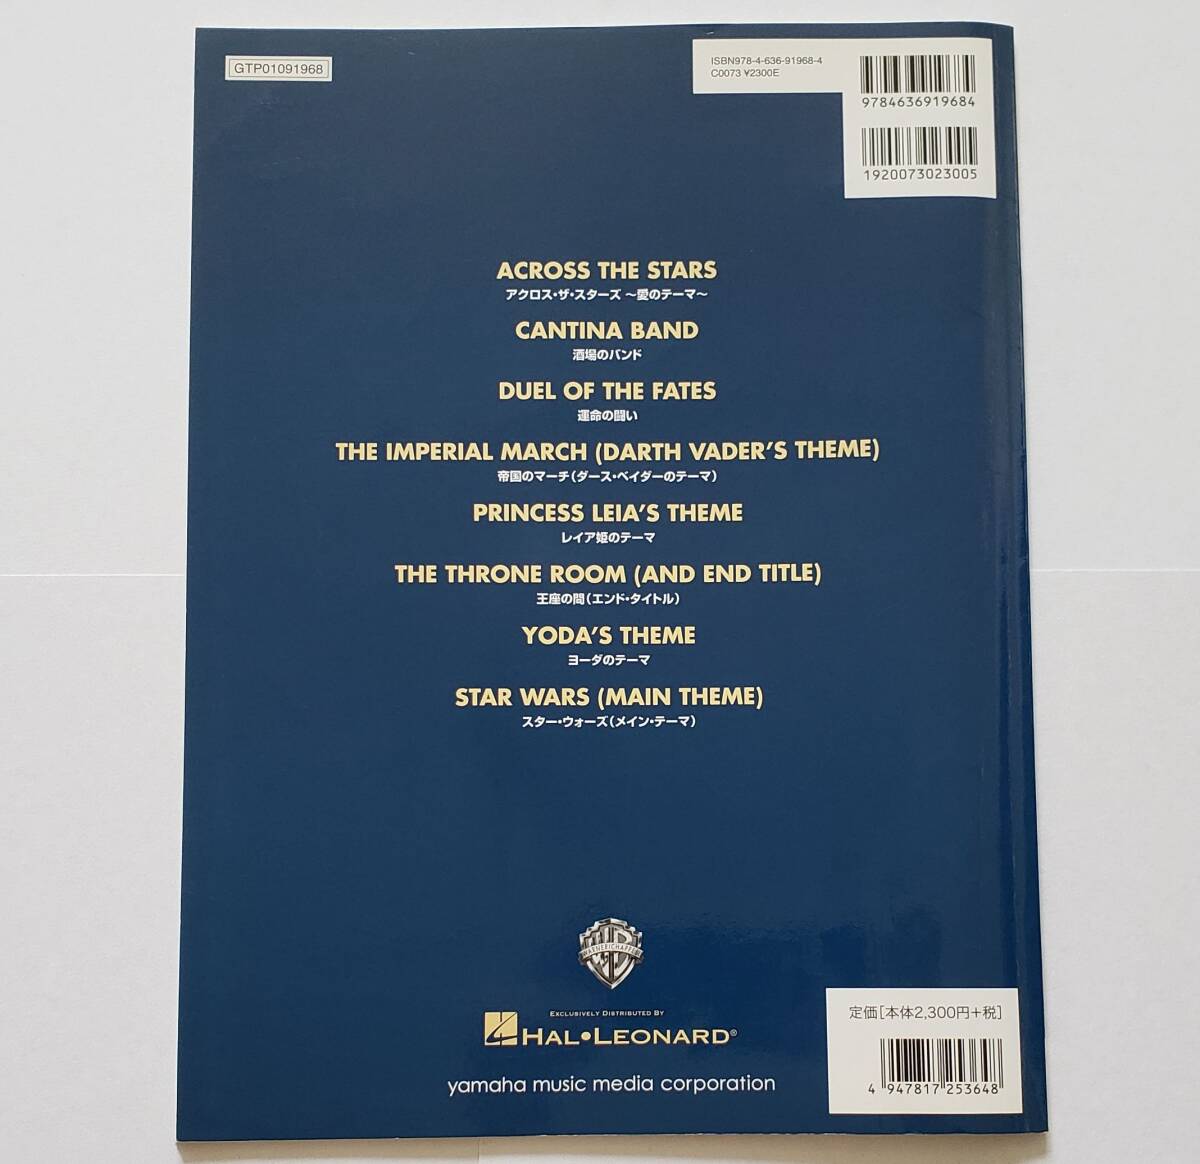 GTP01091968
ISBN978-4-636-91968-4
C0073 ¥2300E
9784636919684
1920073023005
ACROSS THE STARS
アクロス・ザ・スターズ 〜愛のテーマ〜
CANTINA BAND
酒場のバンド
DUEL OF THE FATES
運命の闘い
THE IMPERIAL MARCH (DARTH VADER'S THEME)
帝国のマーチ(ダース・ベイダーのテーマ)
PRINCESS LEIA'S THEME
レイア姫のテーマ
THE THRONE ROOM (AND END TITLE)
王座の間(エンド・タイトル)
YODA'S THEME
ヨーダのテーマ
STAR WARS (MAIN THEME)
スター・ウォーズ(メイン・テーマ)
WARNER/CHAPPELL
EXCLUSIVELY DISTRIBUTED BY
HAL•LEONARD®
yamaha music media corporation
定価[本体2,300円+税]
4 947817 253648